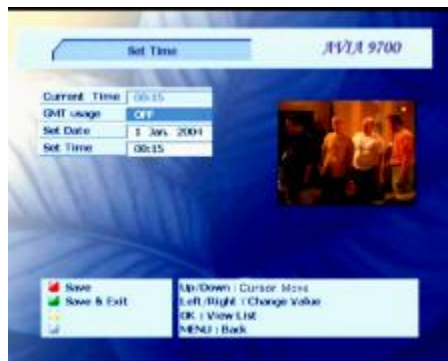 Set Time
AVIA 9700
Current Time 00:15
GMT usage OFF
Set Date 1 Jan. 2004
Set Time 00:15
Save
Save & Exit
Up/Down : Cursor Move
Left/Right : Change Value
OK : View List
MENU : Back